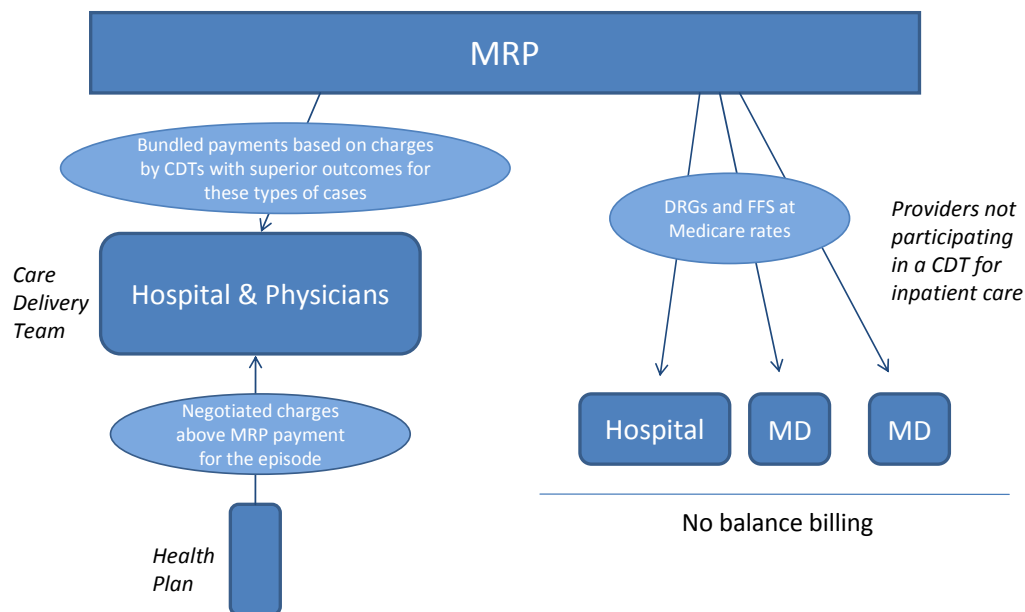 MRP
Bundled payments based on charges
by CDTs with superior outcomes for
these types of cases
DRGs and FFS at
Medicare rates
Providers not
participating
in a CDT for
inpatient care
Care
Delivery
Team
Hospital & Physicians
Negotiated charges
above MRP payment
for the episode
Hospital
MD
MD
No balance billing
Health
Plan